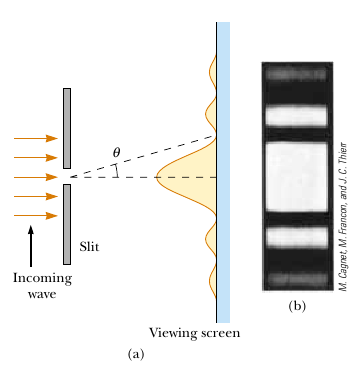 θ
Slit
Incoming
wave
Viewing screen
(a)
(b)
M. Cagnet, M. Francon, and J. C. Thierr